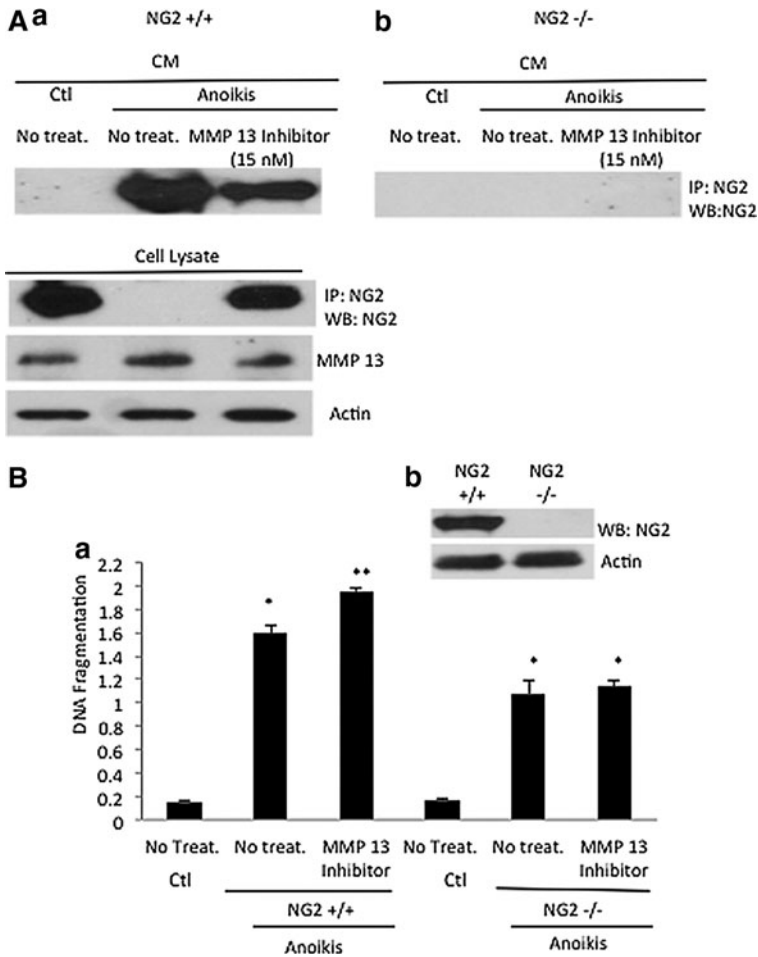 A a NG2 +/+ b NG2 -/-
CM CM
Ctl Anoikis Ctl Anoikis
No treat. No treat. MMP 13 Inhibitor No treat. No treat. MMP 13 Inhibitor
(15 nM) (15 nM)
IP: NG2
WB:NG2
Cell Lysate
IP: NG2
WB: NG2
MMP 13
Actin
B b NG2 NG2
+/+ -/-
WB: NG2
Actin
a
DNA Fragmentation
2.2
2
1.8
1.6
1.4
1.2
1
0.8
0.6
0.4
0.2
0
No Treat. No treat. MMP 13 No Treat. No treat. MMP 13
Inhibitor Inhibitor
Ctl Ctl
NG2 +/+ NG2 -/-
Anoikis Anoikis